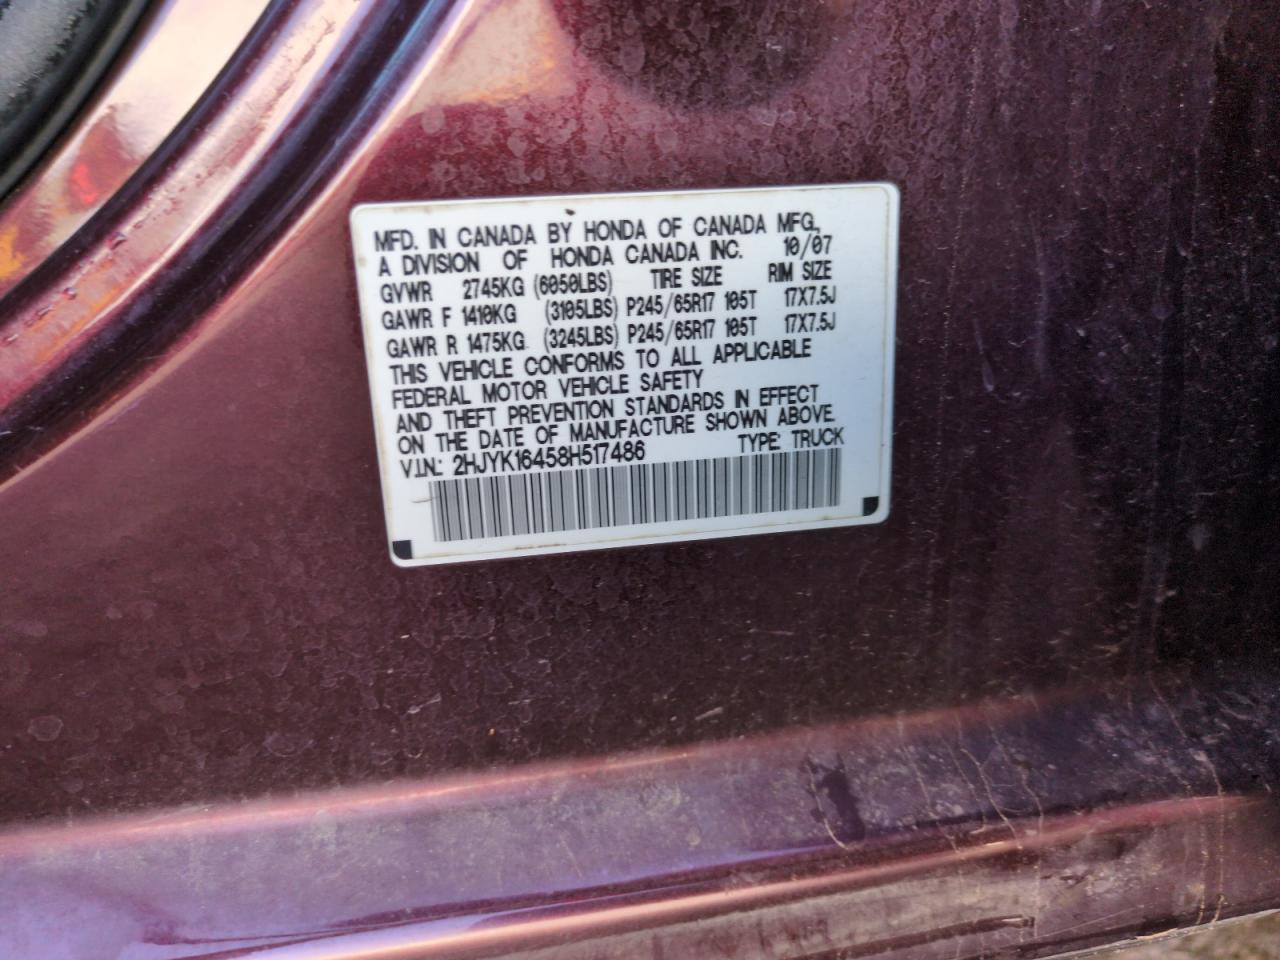 MFD. IN CANADA BY HONDA OF CANADA MFG.,
A DIVISION OF HONDA CANADA INC. 10/07
GVWR 2745KG (6050LBS) TIRE SIZE RIM SIZE
GAWR F 1410KG (3105LBS) P245/65R17 105T 17X7.5J
GAWR R 1475KG (3245LBS) P245/65R17 105T 17X7.5J
THIS VEHICLE CONFORMS TO ALL APPLICABLE
FEDERAL MOTOR VEHICLE SAFETY
AND THEFT PREVENTION STANDARDS IN EFFECT
ON THE DATE OF MANUFACTURE SHOWN ABOVE.
V.I.N.: 2HJYK16458H517486 TYPE: TRUCK